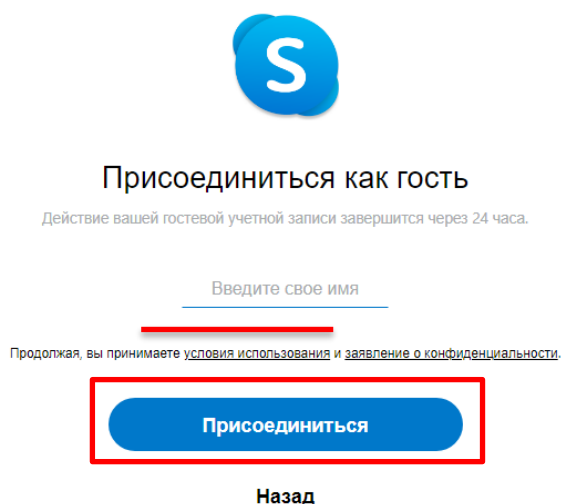 S
Присоединиться как гость
Действие вашей гостевой учетной записи завершится через 24 часа.
Введите свое имя
Продолжая, вы принимаете условия использования и заявление о конфиденциальности.
Присоединиться
Назад